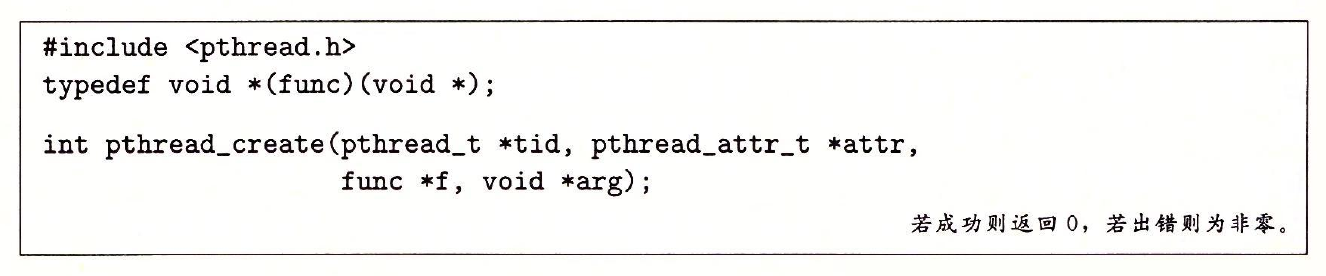 #include <pthread.h>
typedef void *(func)(void *);
int pthread_create(pthread_t *tid, pthread_attr_t *attr,
func *f, void *arg);
若成功则返回 0，若出错则为非零。